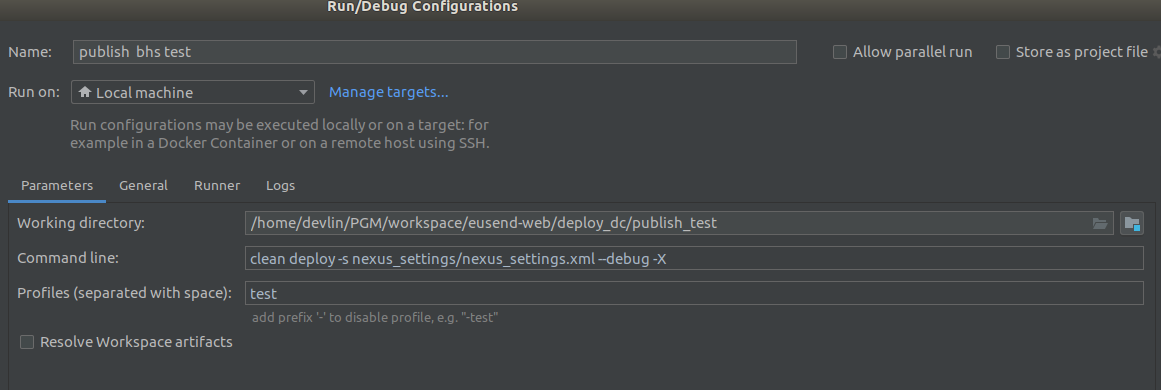 Run/Debug Configurations
Name: publish bhs test Allow parallel run Store as project file
Run on: Local machine Manage targets...
Run configurations may be executed locally or on a target: for
example in a Docker Container or on a remote host using SSH.
Parameters General Runner Logs
Working directory: /home/devlin/PGM/workspace/eusend-web/deploy_dc/publish_test
Command line: clean deploy -s nexus_settings/nexus_settings.xml --debug -X
Profiles (separated with space): test
add prefix '-' to disable profile, e.g. "-test"
Resolve Workspace artifacts